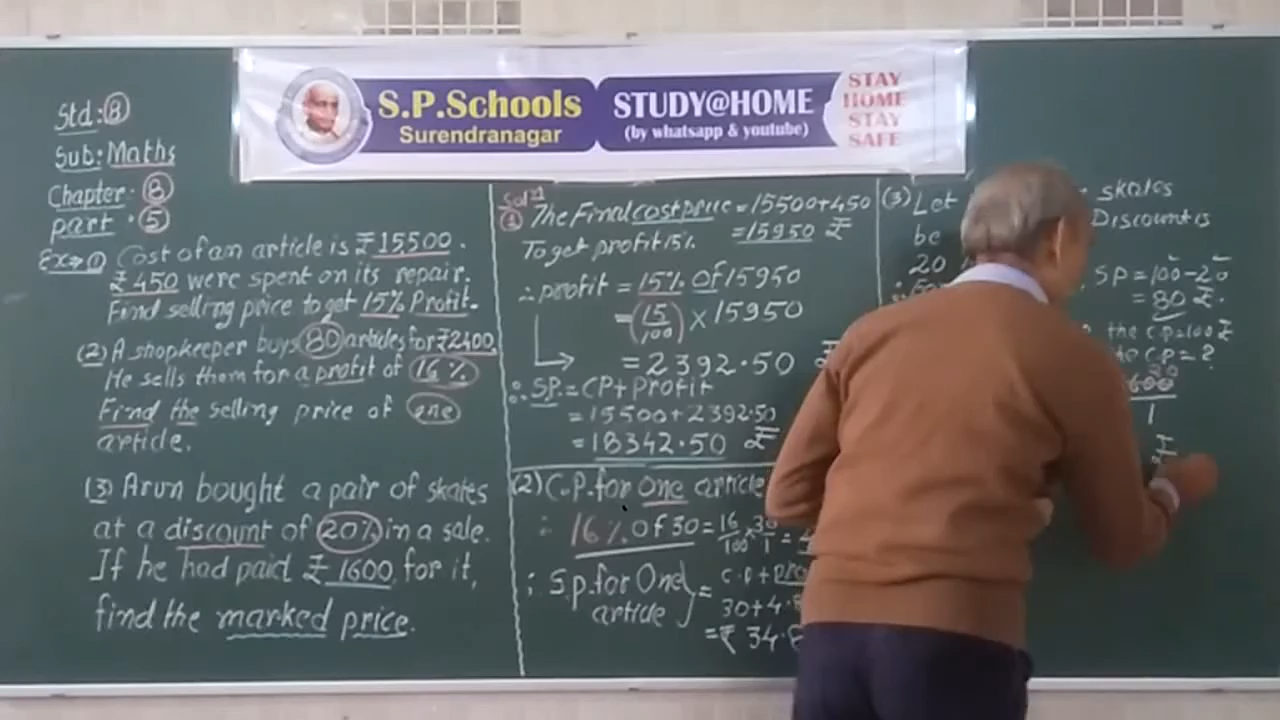 S.P.Schools
Surendranagar
STUDY@HOME
(by whatsapp & youtube)
STAY
HOME
STAY
SAFE
Std:8
Sub: Maths
Chapter: 8
part: 5
Ex→① Cost of an article is ₹15500.
₹450 were spent on its repair.
Find selling price to get 15% Profit.
(2) A shopkeeper buys 80 articles for ₹2400.
He sells them for a profit of 16%.
Find the selling price of one
article.
(3) Arun bought a pair of skates
at a discount of 20% in a sale.
If he had paid ₹1600 for it,
find the marked price.
Solⁿ
① The Final cost price = 15500+450
To get profit 15% =15950 ₹
∴ profit = 15% Of 15950
= (15/100) × 15950
= 2392.50 ₹
∴ SP. = CP+Profit
= 15500+2392.50
= 18342.50 ₹
(2) C.P. for One article
∴ 16% of 30 = 16/100 × 30/1 = 4
∴ S.p. for One article } = C.P+pro
30+4.
= ₹ 34.8
(3) Let skates
be Discount is
20
SP = 100-20
= 80 ₹.
the C.P=100 ₹
the C.P = ?
1
₹